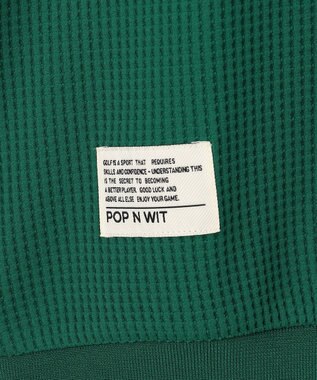 GOLF IS A SPORT THAT REQUIRES
SKILLS AND CONFIDENCE - UNDERSTANDING THIS
IS THE SECRET TO BECOMING
A BETTER PLAYER. GOOD LUCK AND
ABOVE ALL ELSE ENJOY YOUR GAME.
POP N WIT